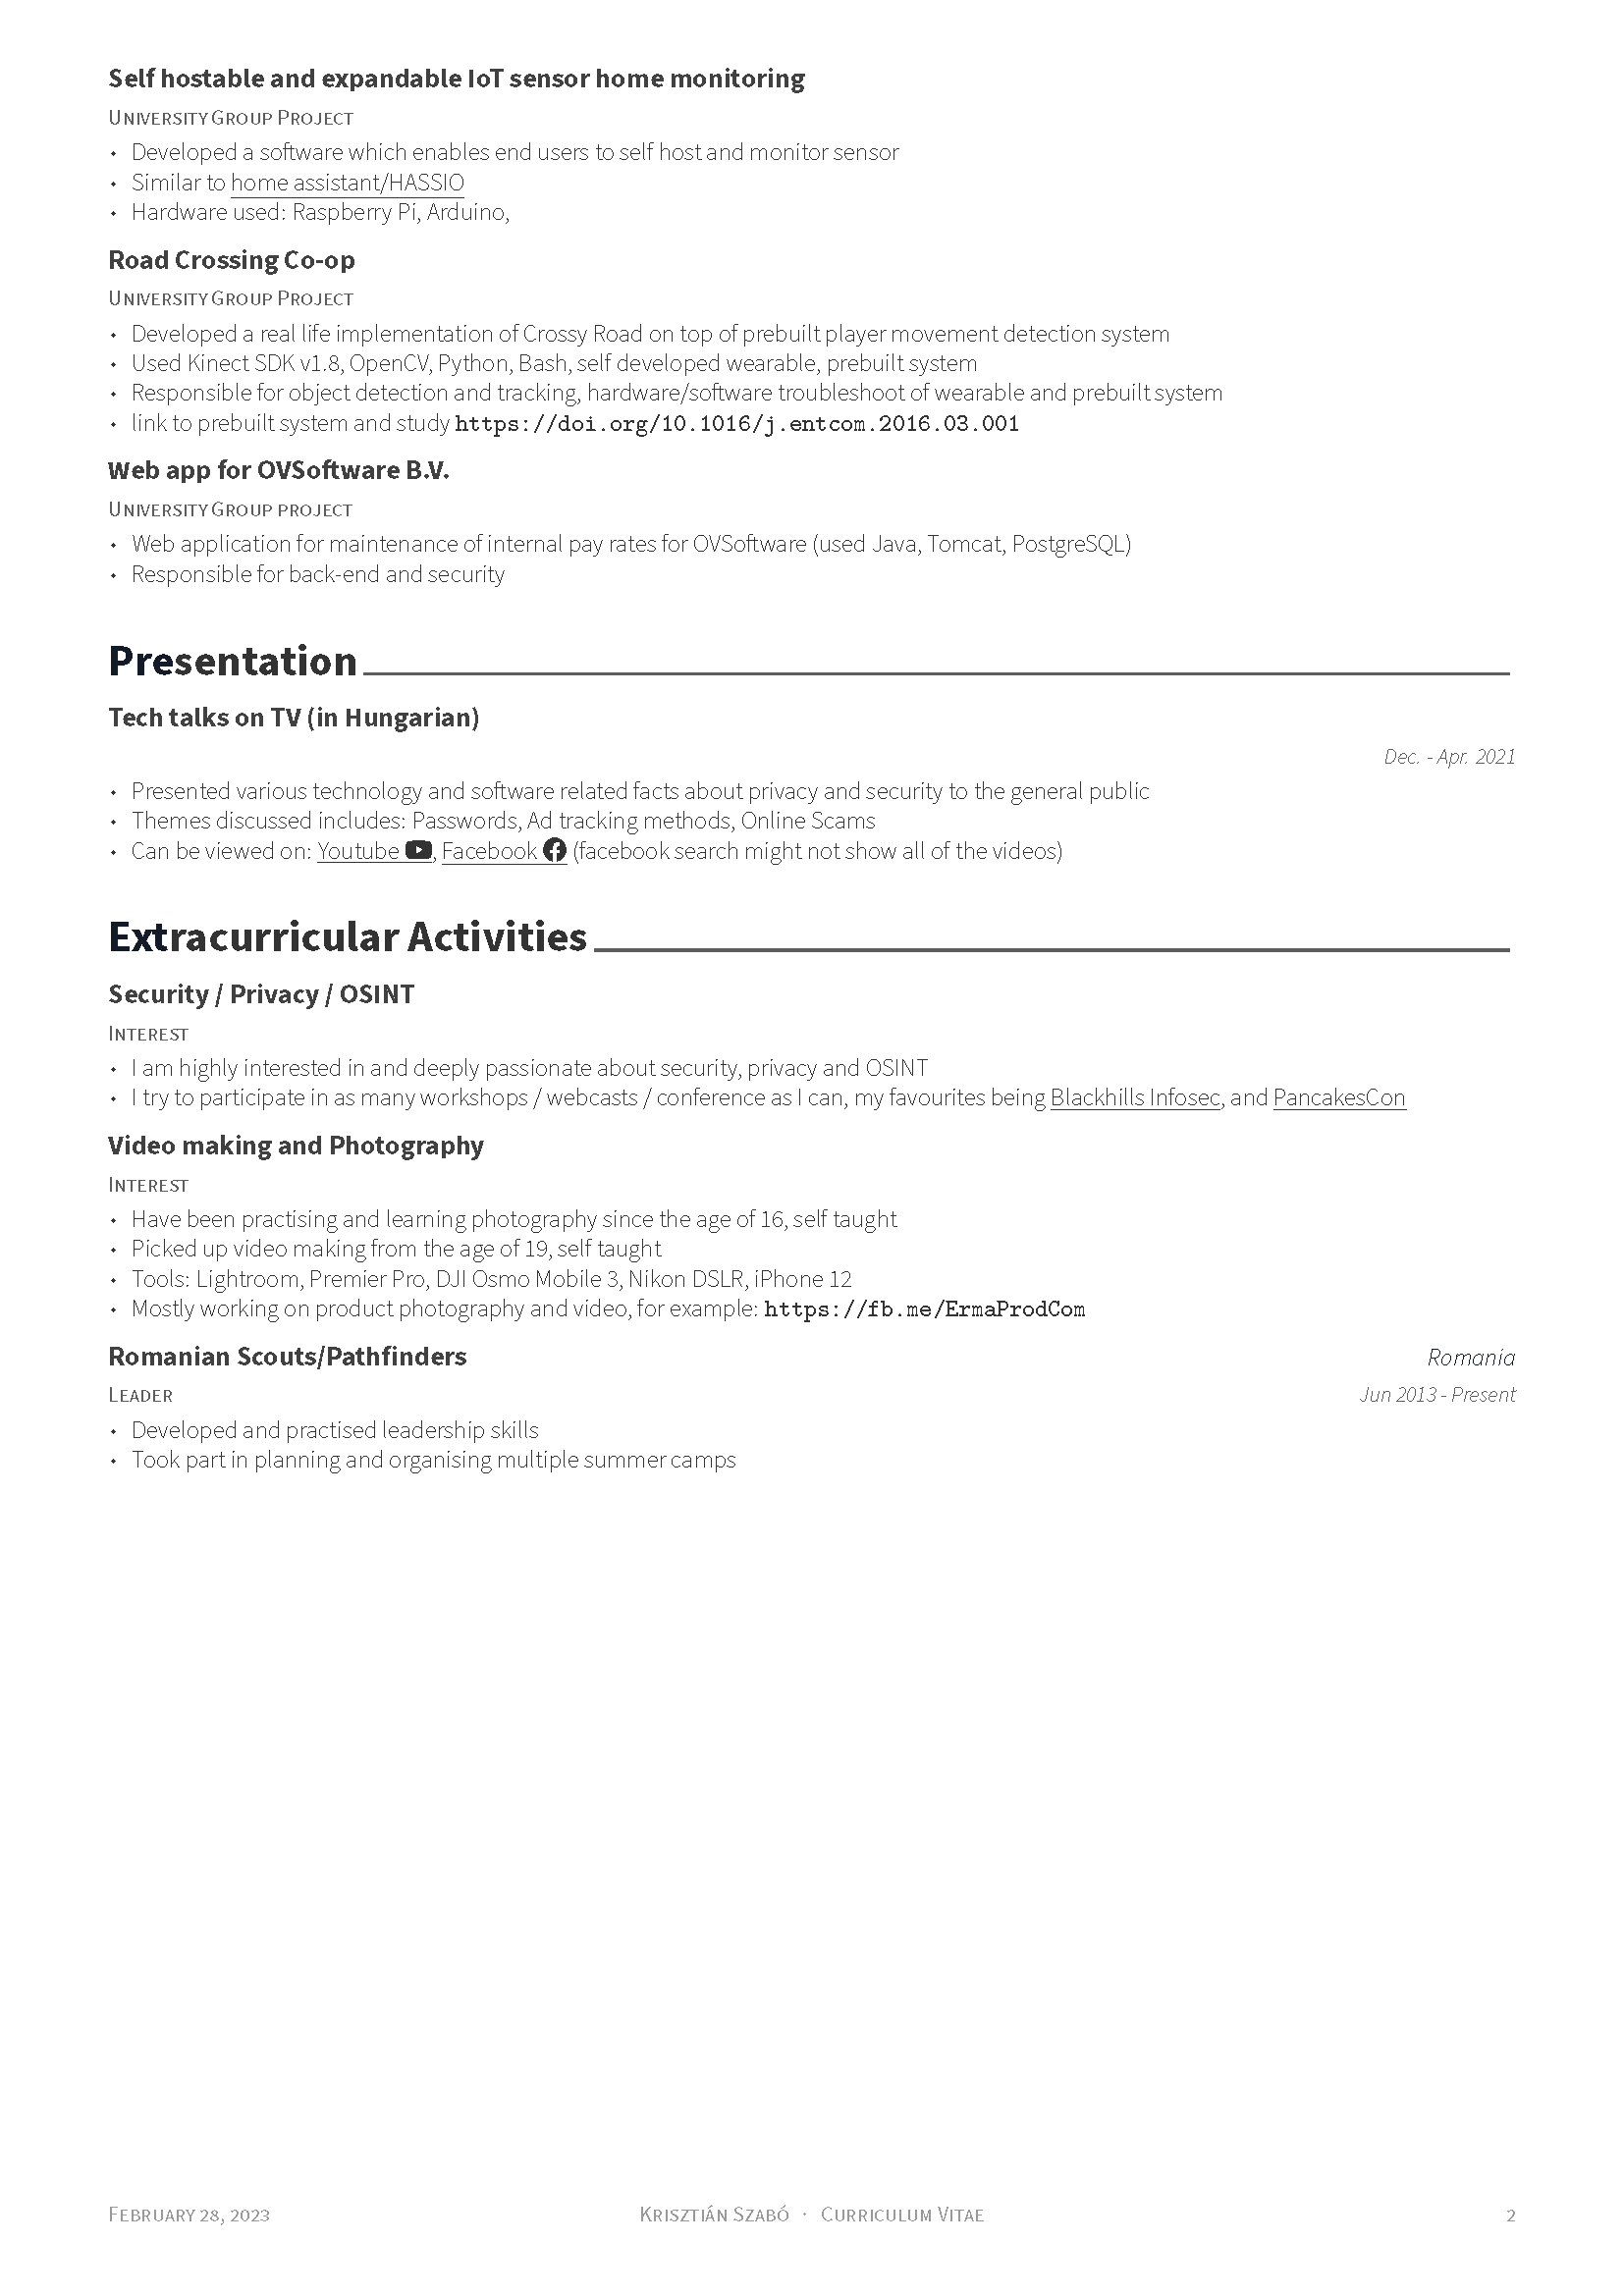 Self hostable and expandable IoT sensor home monitoring
University Group Project
• Developed a software which enables end users to self host and monitor sensor
• Similar to home assistant/HASSIO
• Hardware used: Raspberry Pi, Arduino,
Road Crossing Co-op
University Group Project
• Developed a real life implementation of Crossy Road on top of prebuilt player movement detection system
• Used Kinect SDK v1.8, OpenCV, Python, Bash, self developed wearable, prebuilt system
• Responsible for object detection and tracking, hardware/software troubleshoot of wearable and prebuilt system
• link to prebuilt system and study https://doi.org/10.1016/j.entcom.2016.03.001
Web app for OVSoftware B.V.
University Group project
• Web application for maintenance of internal pay rates for OVSoftware (used Java, Tomcat, PostgreSQL)
• Responsible for back-end and security
Presentation
Tech talks on TV (in Hungarian)
Dec. - Apr. 2021
• Presented various technology and software related facts about privacy and security to the general public
• Themes discussed includes: Passwords, Ad tracking methods, Online Scams
• Can be viewed on: Youtube, Facebook (facebook search might not show all of the videos)
Extracurricular Activities
Security / Privacy / OSINT
Interest
• I am highly interested in and deeply passionate about security, privacy and OSINT
• I try to participate in as many workshops / webcasts / conference as I can, my favourites being Blackhills Infosec, and PancakesCon
Video making and Photography
Interest
• Have been practising and learning photography since the age of 16, self taught
• Picked up video making from the age of 19, self taught
• Tools: Lightroom, Premier Pro, DJI Osmo Mobile 3, Nikon DSLR, iPhone 12
• Mostly working on product photography and video, for example: https://fb.me/ErmaProdCom
Romanian Scouts/Pathfinders Romania
Leader Jun 2013 - Present
• Developed and practised leadership skills
• Took part in planning and organising multiple summer camps
February 28, 2023 Krisztián Szabó · Curriculum Vitae 2